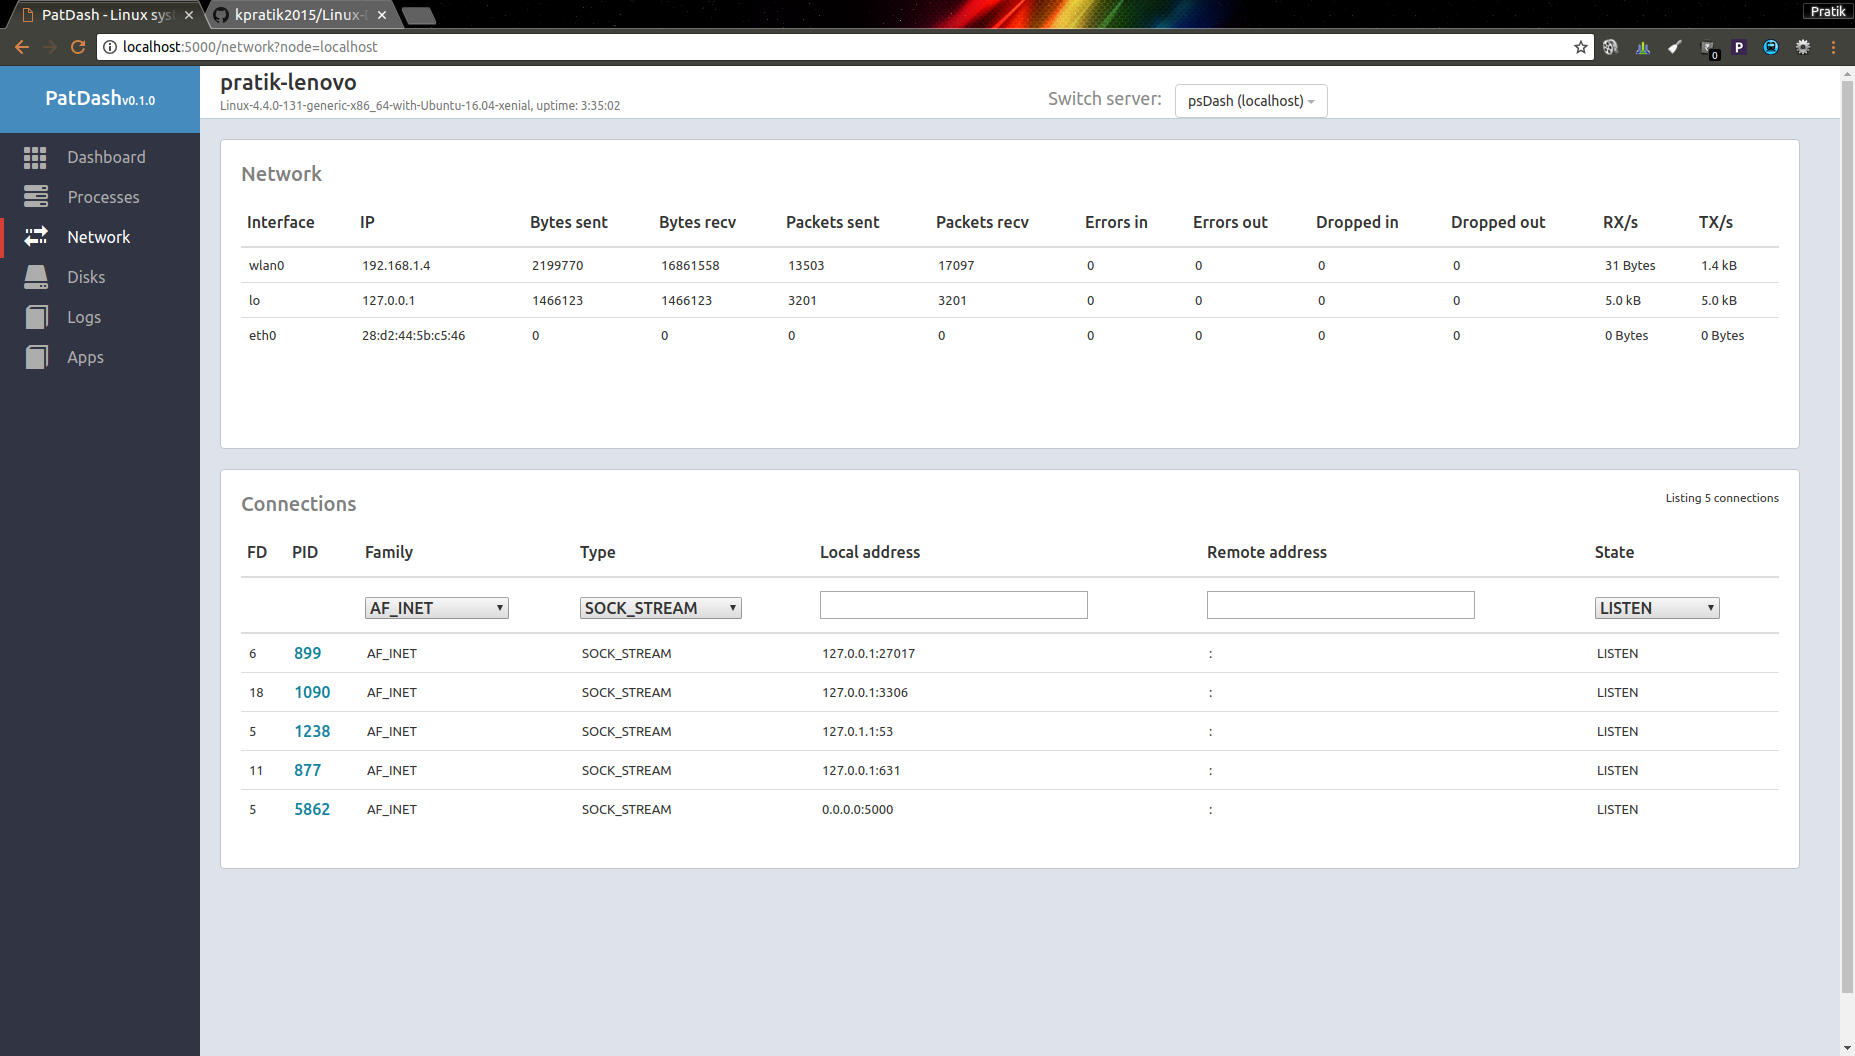 PatDash - Linux sys
kpratik2015/Linux-
Pratik
localhost:5000/network?node=localhost
0
P
PatDash v0.1.0
pratik-lenovo
Linux-4.4.0-131-generic-x86_64-with-Ubuntu-16.04-xenial, uptime: 3:35:02
Switch server: psDash (localhost)
Dashboard
Processes
Network
Disks
Logs
Apps
Network
Interface IP Bytes sent Bytes recv Packets sent Packets recv Errors in Errors out Dropped in Dropped out RX/s TX/s
wlan0 192.168.1.4 2199770 16861558 13503 17097 0 0 0 0 31 Bytes 1.4 kB
lo 127.0.0.1 1466123 1466123 3201 3201 0 0 0 0 5.0 kB 5.0 kB
eth0 28:d2:44:5b:c5:46 0 0 0 0 0 0 0 0 0 Bytes 0 Bytes
Connections
Listing 5 connections
FD PID Family Type Local address Remote address State
AF_INET SOCK_STREAM LISTEN
6 899 AF_INET SOCK_STREAM 127.0.0.1:27017 : LISTEN
18 1090 AF_INET SOCK_STREAM 127.0.0.1:3306 : LISTEN
5 1238 AF_INET SOCK_STREAM 127.0.1.1:53 : LISTEN
11 877 AF_INET SOCK_STREAM 127.0.0.1:631 : LISTEN
5 5862 AF_INET SOCK_STREAM 0.0.0.0:5000 : LISTEN